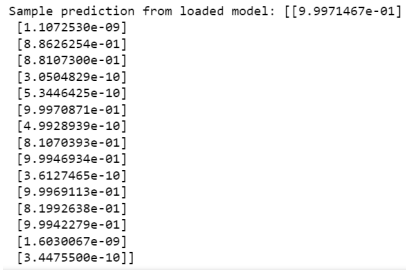 Sample prediction from loaded model: [[9.9971467e-01]
[1.1072530e-09]
[8.8626254e-01]
[8.8107300e-01]
[3.0504829e-10]
[5.3446425e-10]
[9.9970871e-01]
[4.9928939e-10]
[8.1070393e-01]
[9.9946934e-01]
[3.6127465e-10]
[9.9969113e-01]
[8.1992638e-01]
[9.9942279e-01]
[1.6030067e-09]
[3.4475500e-10]]